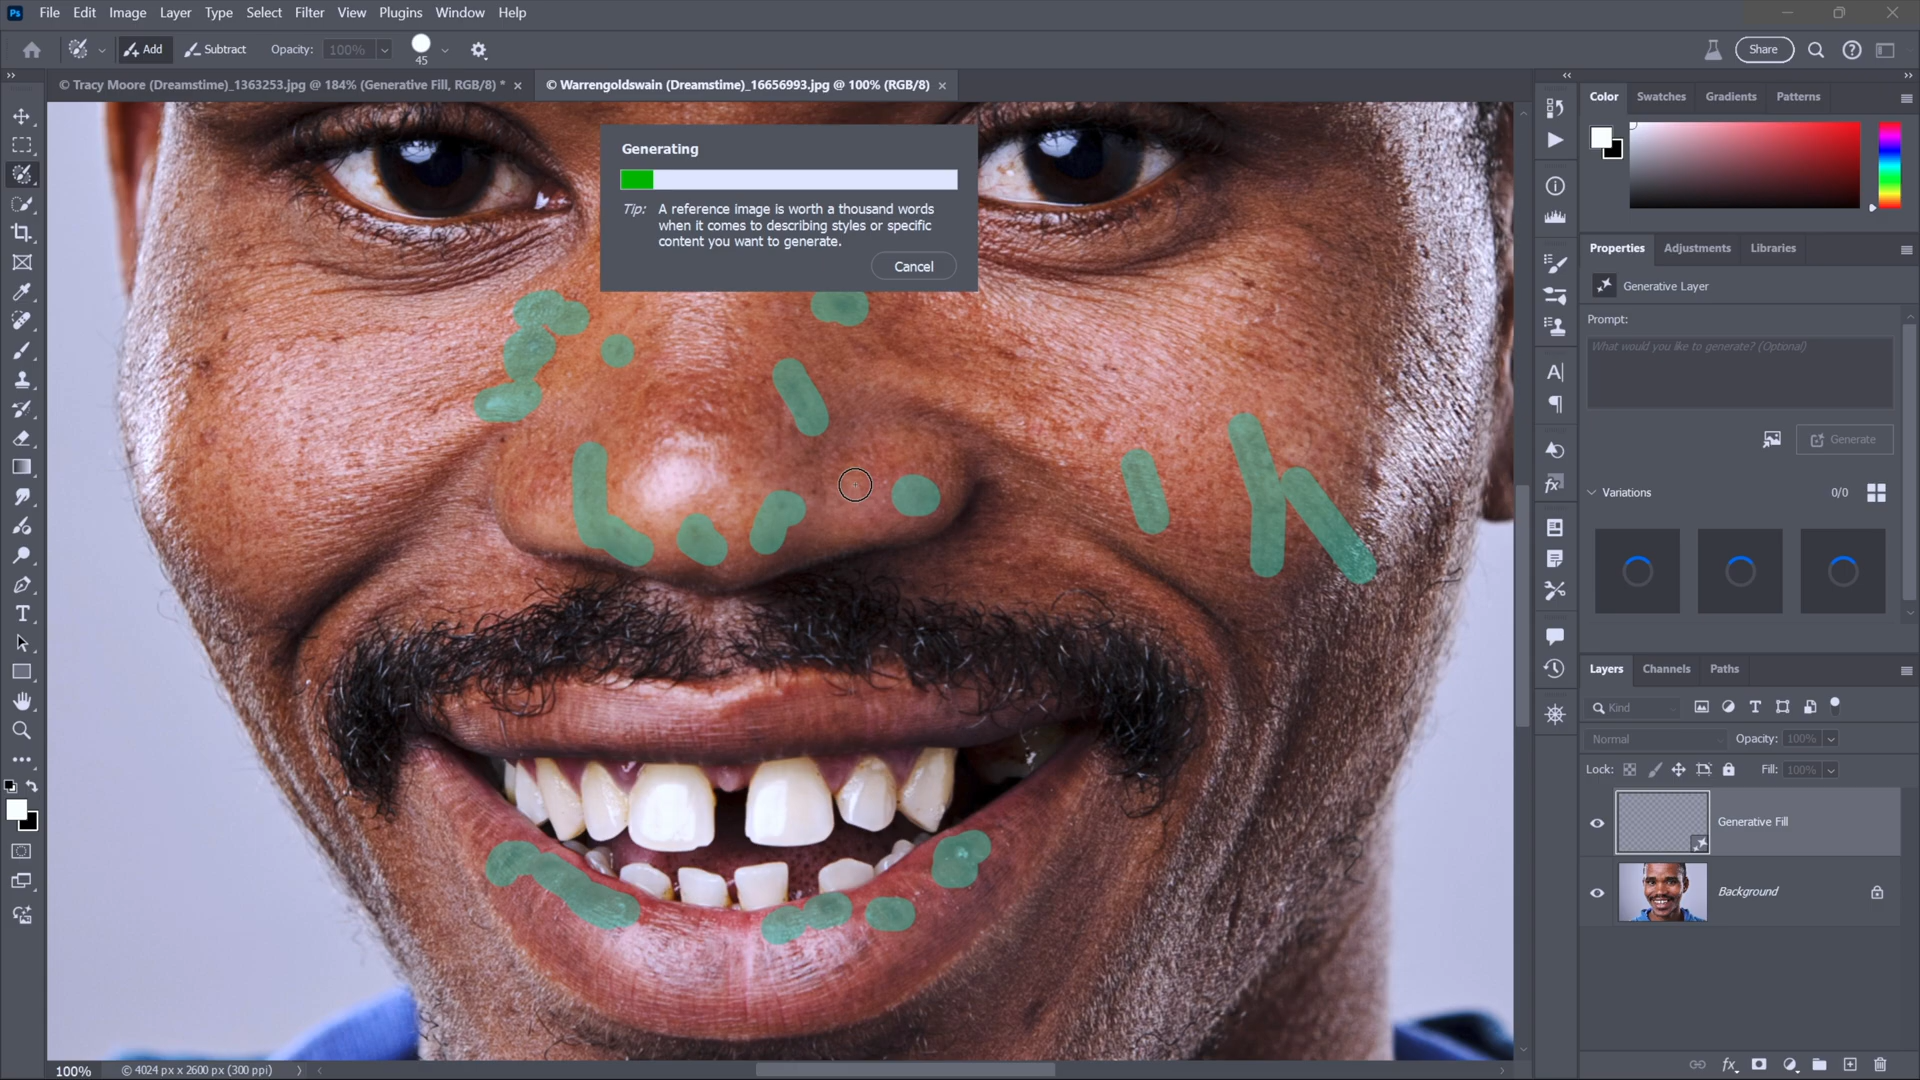 Ps File Edit Image Layer Type Select Filter View Plugins Window Help
Add Subtract Opacity: 100% 45 Share
© Tracy Moore (Dreamstime)_1363253.jpg @ 184% (Generative Fill, RGB/8) * × © Warrengoldswain (Dreamstime)_16656993.jpg @ 100% (RGB/8) ×
Color Swatches Gradients Patterns
Generating
Tip: A reference image is worth a thousand words
when it comes to describing styles or specific
content you want to generate.
Cancel
Properties Adjustments Libraries
Generative Layer
Prompt:
What would you like to generate? (Optional)
Generate
Variations 0/0
Layers Channels Paths
Kind
Normal Opacity: 100%
Lock: Fill: 100%
Generative Fill
Background
100% © 4024 px x 2600 px (300 ppi)